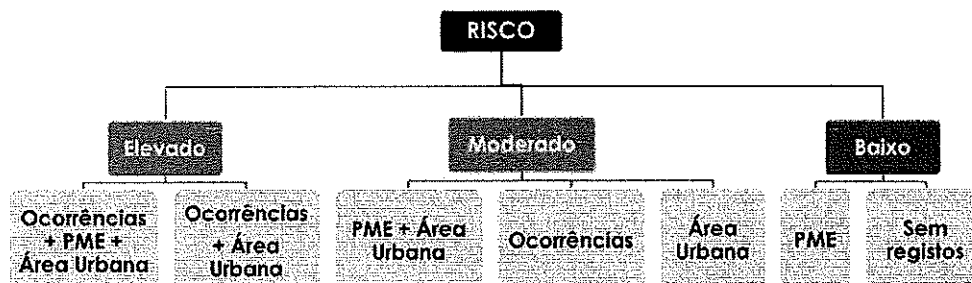 RISCO
Elevado
Moderado
Baixo
Ocorrências
+ PME +
Área Urbana
Ocorrências
+ Área
Urbana
PME + Área
Urbana
Ocorrências
Área
Urbana
PME
Sem
registos